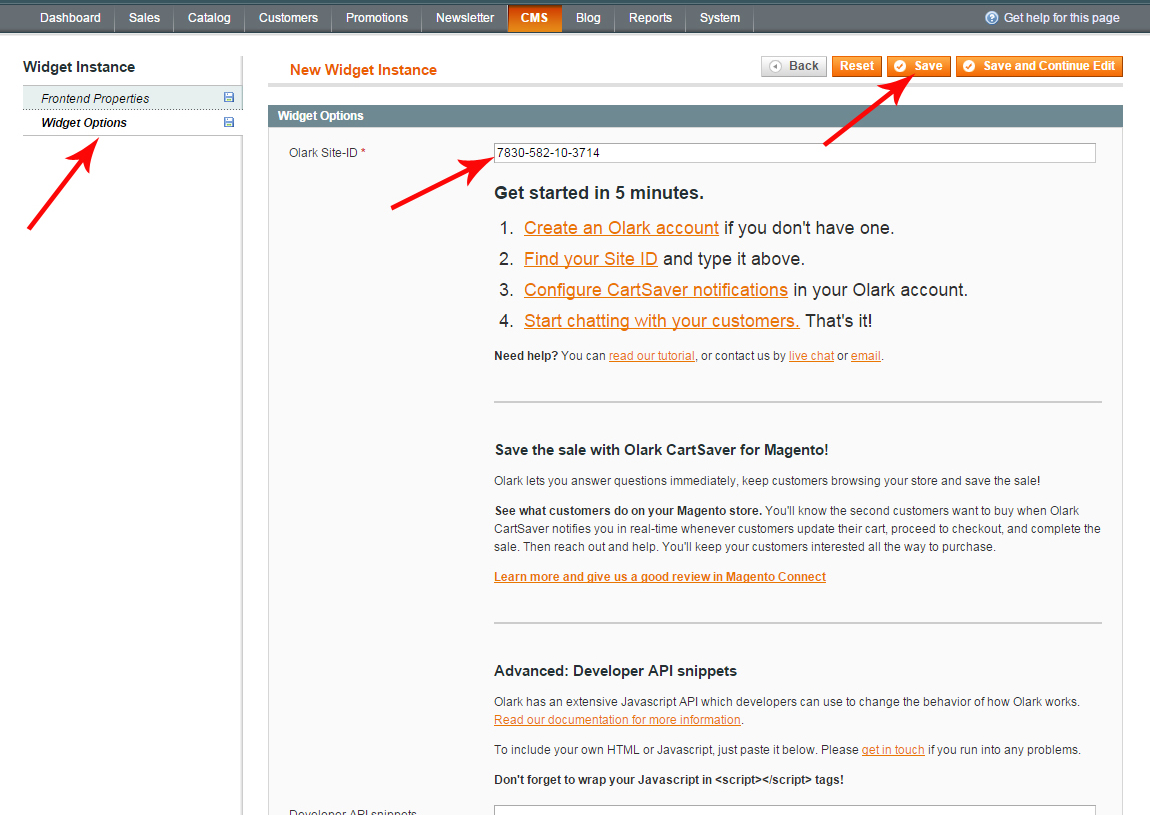 Dashboard Sales Catalog Customers Promotions Newsletter CMS Blog Reports System Get help for this page
Widget Instance
Frontend Properties
Widget Options
New Widget Instance
Back Reset Save Save and Continue Edit
Widget Options
Olark Site-ID * 7830-582-10-3714
Get started in 5 minutes.
1. Create an Olark account if you don't have one.
2. Find your Site ID and type it above.
3. Configure CartSaver notifications in your Olark account.
4. Start chatting with your customers. That's it!
Need help? You can read our tutorial, or contact us by live chat or email.
Save the sale with Olark CartSaver for Magento!
Olark lets you answer questions immediately, keep customers browsing your store and save the sale!
See what customers do on your Magento store. You'll know the second customers want to buy when Olark
CartSaver notifies you in real-time whenever customers update their cart, proceed to checkout, and complete the
sale. Then reach out and help. You'll keep your customers interested all the way to purchase.
Learn more and give us a good review in Magento Connect
Advanced: Developer API snippets
Olark has an extensive Javascript API which developers can use to change the behavior of how Olark works.
Read our documentation for more information.
To include your own HTML or Javascript, just paste it below. Please get in touch if you run into any problems.
Don't forget to wrap your Javascript in <script></script> tags!
Developer API snippets